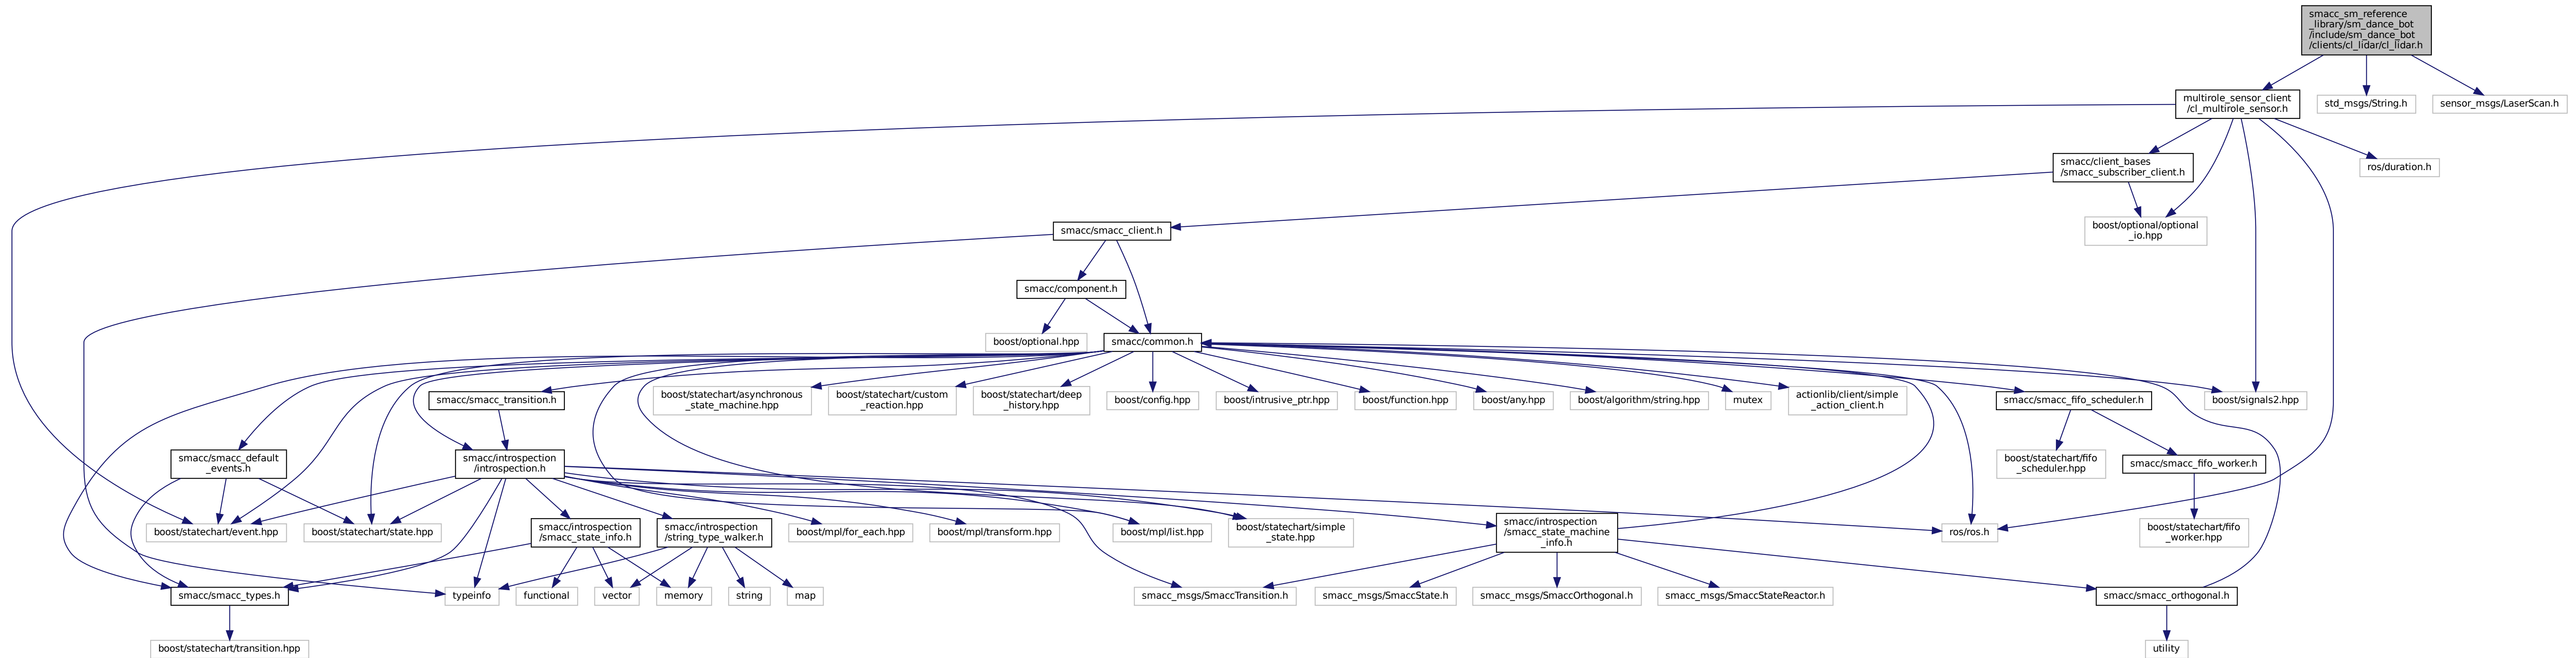 smacc_sm_reference
_library/sm_dance_bot
/include/sm_dance_bot
/clients/cl_lidar/cl_lidar.h
multirole_sensor_client
/cl_multirole_sensor.h
std_msgs/String.h
sensor_msgs/LaserScan.h
smacc/client_bases
/smacc_subscriber_client.h
ros/duration.h
smacc/smacc_client.h
boost/optional/optional
_io.hpp
smacc/component.h
boost/optional.hpp
smacc/common.h
smacc/smacc_transition.h
boost/statechart/asynchronous
_state_machine.hpp
boost/statechart/custom
_reaction.hpp
boost/statechart/deep
_history.hpp
boost/config.hpp
boost/intrusive_ptr.hpp
boost/function.hpp
boost/any.hpp
boost/algorithm/string.hpp
mutex
actionlib/client/simple
_action_client.h
smacc/smacc_fifo_scheduler.h
boost/signals2.hpp
smacc/smacc_default
_events.h
smacc/introspection
/introspection.h
boost/statechart/fifo
_scheduler.hpp
smacc/smacc_fifo_worker.h
boost/statechart/event.hpp
boost/statechart/state.hpp
smacc/introspection
/smacc_state_info.h
smacc/introspection
/string_type_walker.h
boost/mpl/for_each.hpp
boost/mpl/transform.hpp
boost/mpl/list.hpp
boost/statechart/simple
_state.hpp
smacc/introspection
/smacc_state_machine
_info.h
ros/ros.h
boost/statechart/fifo
_worker.hpp
smacc/smacc_types.h
typeinfo
functional
vector
memory
string
map
smacc_msgs/SmaccTransition.h
smacc_msgs/SmaccState.h
smacc_msgs/SmaccOrthogonal.h
smacc_msgs/SmaccStateReactor.h
smacc/smacc_orthogonal.h
boost/statechart/transition.hpp
utility